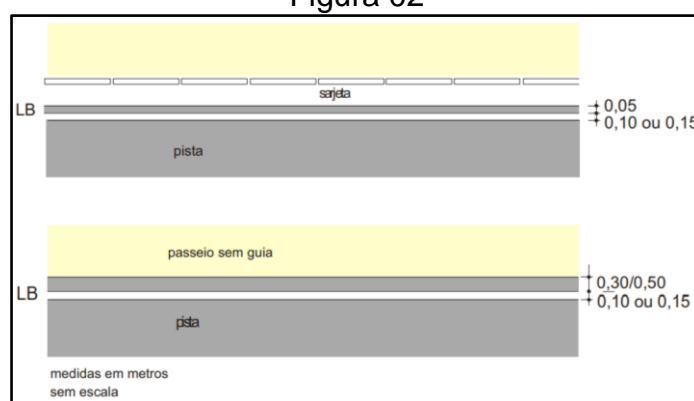 Figura 02
sarjeta
LB
0,05
0,10 ou 0,15
pista
passeio sem guia
0,30/0,50
LB
0,10 ou 0,15
pista
medidas em metros
sem escala